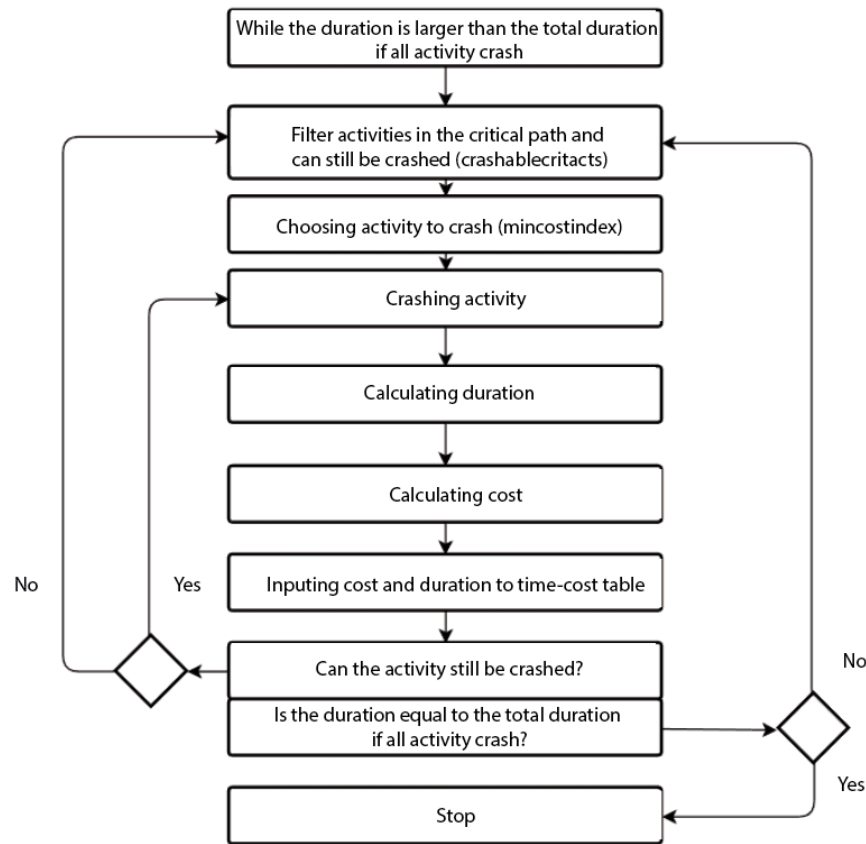 While the duration is larger than the total duration
if all activity crash
Filter activities in the critical path and
can still be crashed (crashablecritacts)
Choosing activity to crash (mincostindex)
Crashing activity
Calculating duration
Calculating cost
Inputing cost and duration to time-cost table
No
Yes
Can the activity still be crashed?
Is the duration equal to the total duration
if all activity crash?
No
Yes
Stop